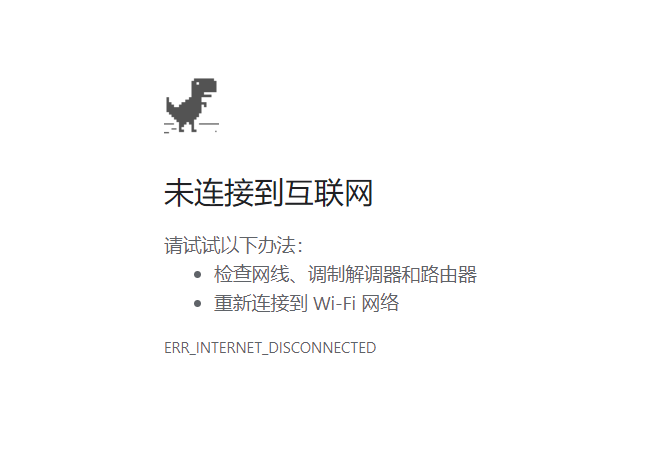 未连接到互联网
请试试以下办法：
检查网线、调制解调器和路由器
重新连接到 Wi-Fi 网络
ERR_INTERNET_DISCONNECTED